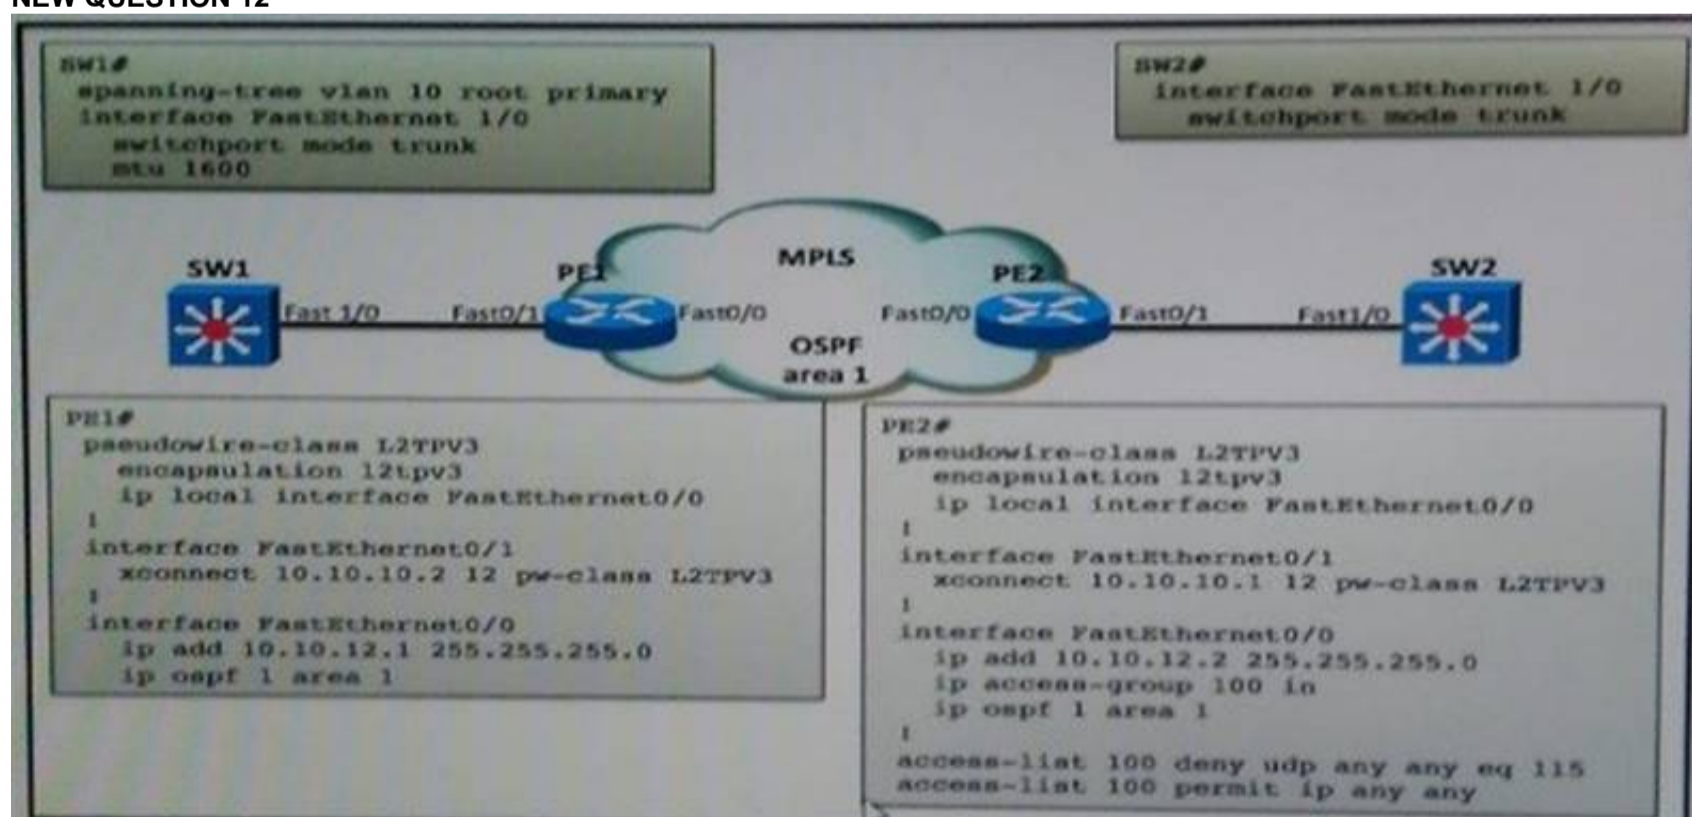 NEW QUESTION 12
SW1#
spanning-tree vlan 10 root primary
interface FastEthernet 1/0
switchport mode trunk
mtu 1600
SW2#
interface FastEthernet 1/0
switchport mode trunk
MPLS
SW1
PE1
PE2
SW2
Fast 1/0
Fast0/1
Fast0/0
Fast0/0
Fast0/1
Fast1/0
OSPF
area 1
PE1#
pseudowire-class L2TPV3
encapsulation l2tpv3
ip local interface FastEthernet0/0
!
interface FastEthernet0/1
xconnect 10.10.10.2 12 pw-class L2TPV3
!
interface FastEthernet0/0
ip add 10.10.12.1 255.255.255.0
ip ospf 1 area 1
PE2#
pseudowire-class L2TPV3
encapsulation l2tpv3
ip local interface FastEthernet0/0
!
interface FastEthernet0/1
xconnect 10.10.10.1 12 pw-class L2TPV3
!
interface FastEthernet0/0
ip add 10.10.12.2 255.255.255.0
ip access-group 100 in
ip ospf 1 area 1
!
access-list 100 deny udp any any eq 115
access-list 100 permit ip any any